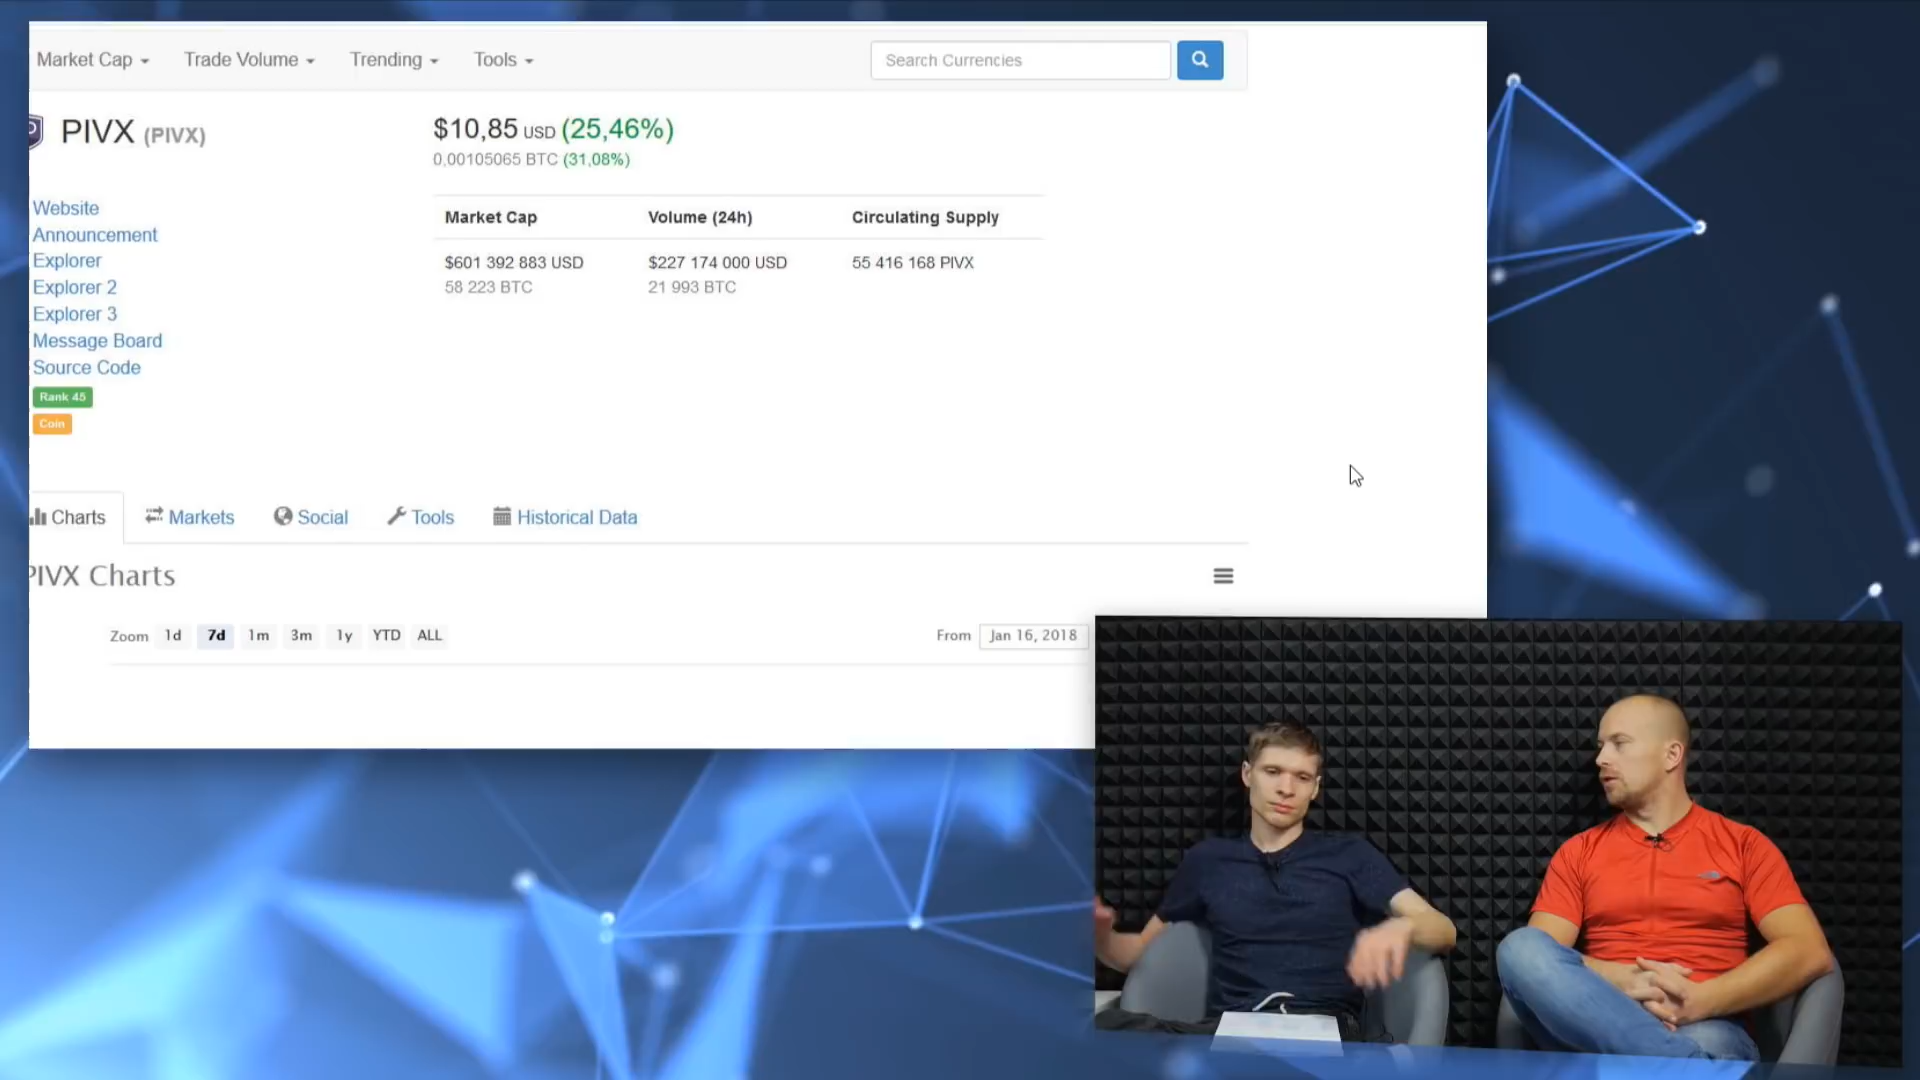 Market Cap Trade Volume Trending Tools Search Currencies
PIVX (PIVX)
$10,85 USD (25,46%)
0,00105065 BTC (31,08%)
Website
Announcement
Explorer
Explorer 2
Explorer 3
Message Board
Source Code
Rank 45
Coin
Market Cap Volume (24h) Circulating Supply
$601 392 883 USD $227 174 000 USD 55 416 168 PIVX
58 223 BTC 21 993 BTC
Charts Markets Social Tools Historical Data
PIVX Charts
Zoom 1d 7d 1m 3m 1y YTD ALL From Jan 16, 2018